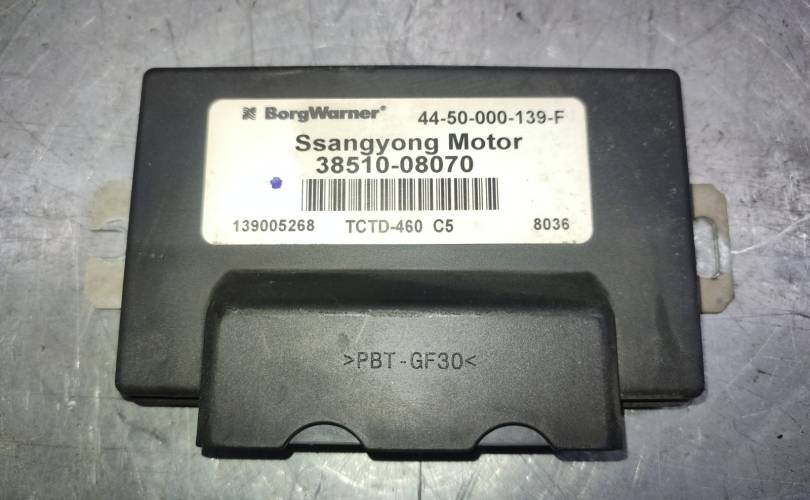 BorgWarner® 44-50-000-139-F
Ssangyong Motor
38510-08070
139005268 TCTD-460 C5 8036
>PBT-GF30<